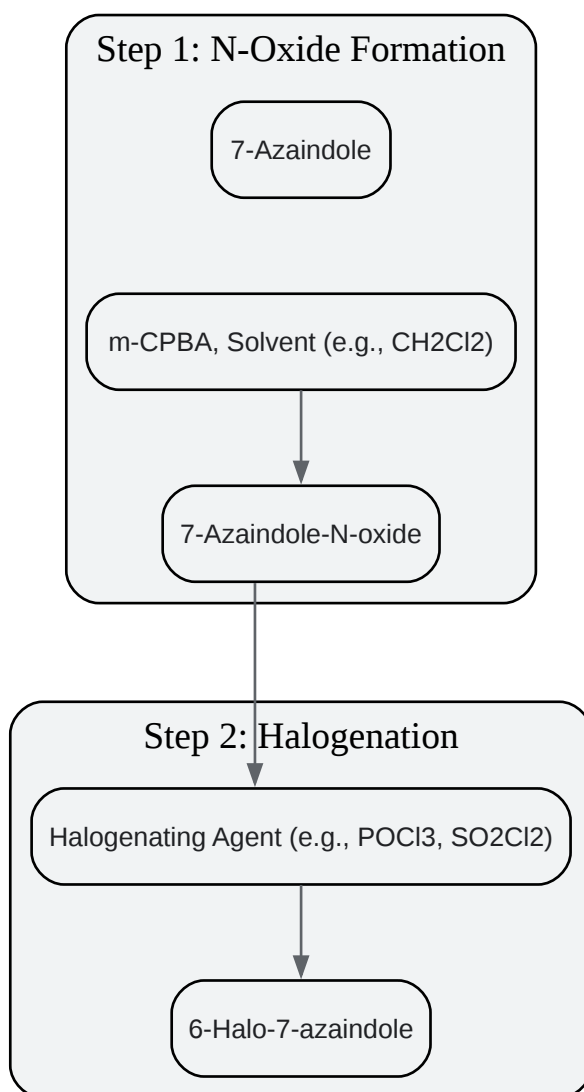 Step 1: N-Oxide Formation
7-Azaindole
m-CPBA, Solvent (e.g., CH2Cl2)
7-Azaindole-N-oxide
Step 2: Halogenation
Halogenating Agent (e.g., POCl3, SO2Cl2)
6-Halo-7-azaindole